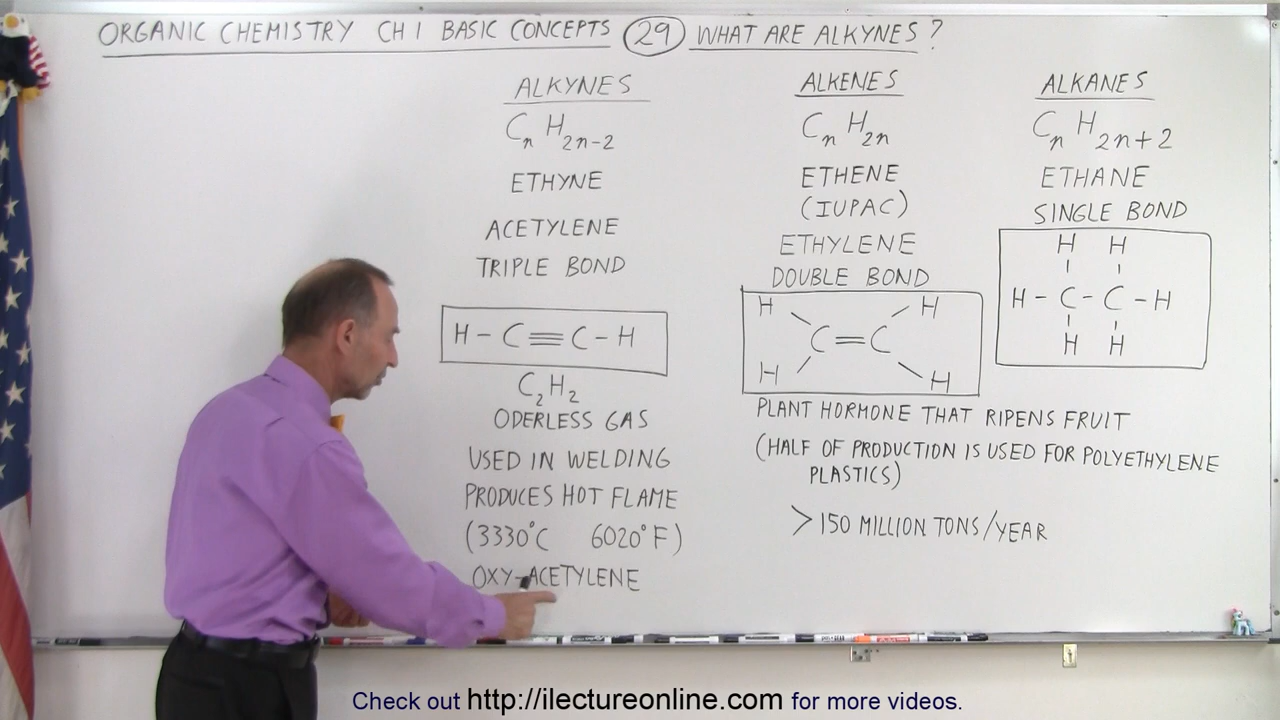 ORGANIC CHEMISTRY CH 1 BASIC CONCEPTS 29 WHAT ARE ALKYNES?
ALKYNES
CnH2n-2
ETHYNE
ACETYLENE
TRIPLE BOND
H-C≡C-H
C2H2
ODERLESS GAS
USED IN WELDING
PRODUCES HOT FLAME
(3330°C 6020°F)
OXY-ACETYLENE
ALKENES
CnH2n
ETHENE
(IUPAC)
ETHYLENE
DOUBLE BOND
H H
C=C
H H
PLANT HORMONE THAT RIPENS FRUIT
(HALF OF PRODUCTION IS USED FOR POLYETHYLENE
PLASTICS)
>150 MILLION TONS/YEAR
ALKANES
CnH2n+2
ETHANE
SINGLE BOND
H H
H-C-C-H
H H
Check out http://ilectureonline.com for more videos.